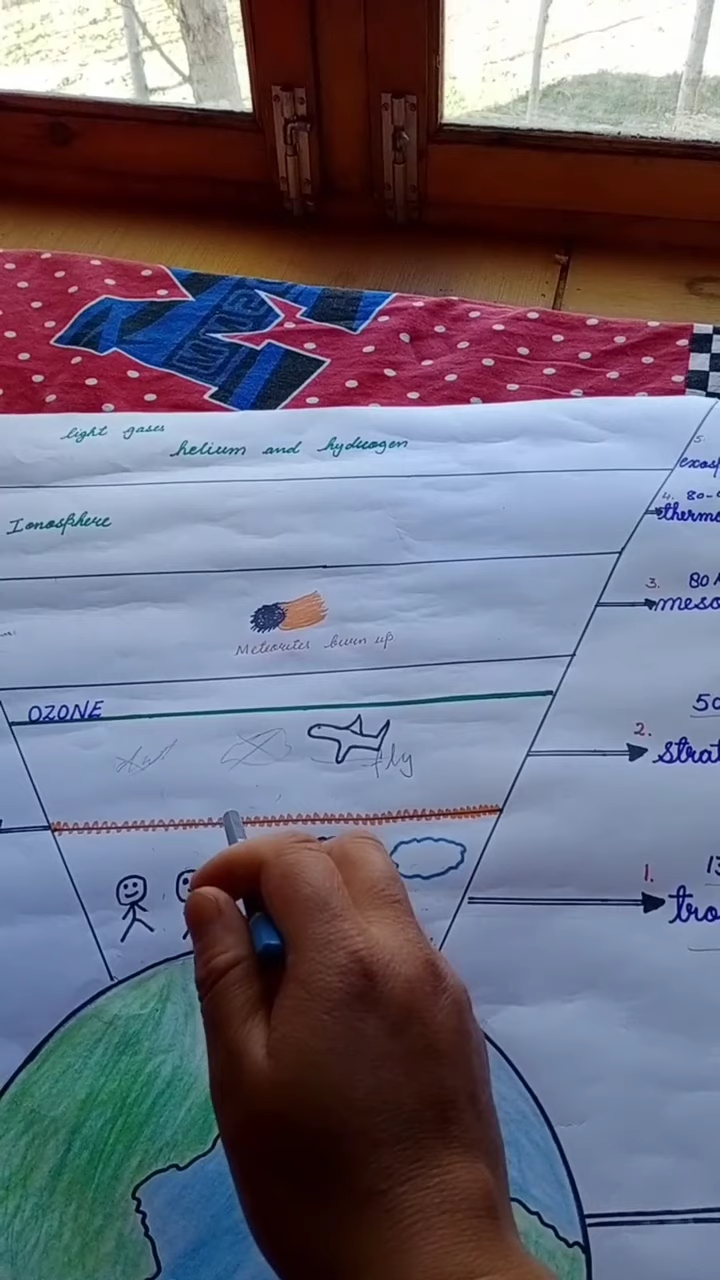 light gases
helium and hydrogen
5.
exosp
4. 80-
thermo
Ionosphere
3. 80
meso
Meteorites burn up
50
OZONE
2.
strat
fly
13
1.
tro